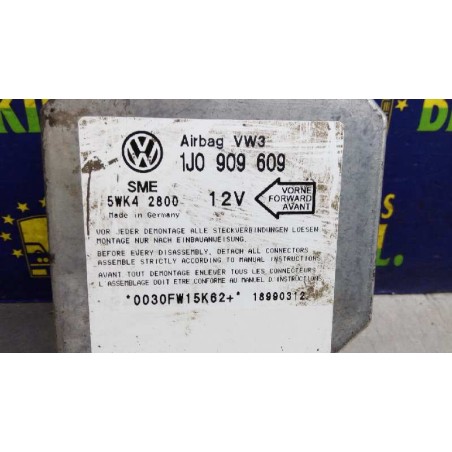 Airbag VW3
1J0 909 609
SME
5WK4 2800
Made in Germany
12V
VORNE
FORWARD
AVANT
VOR JEDER DEMONTAGE ALLE STECKVERBINDUNGEN LOESEN
MONTAGE NUR NACH EINBAUANWEISUNG.
BEFORE EVERY DISASSEMBLY, DETACH ALL CONNECTORS
ASSEMBLE STRICTLY ACCORDING TO MANUAL INSTRUCTIONS.
AVANT TOUT DEMONTAGE ENLEVER TOUS LES CONNECTEURS
L ASSEMBLAGE DOIT ETRE CONFORME AU MANUEL D INSTRUCTIONS
*0030FW15K62+* 18990312